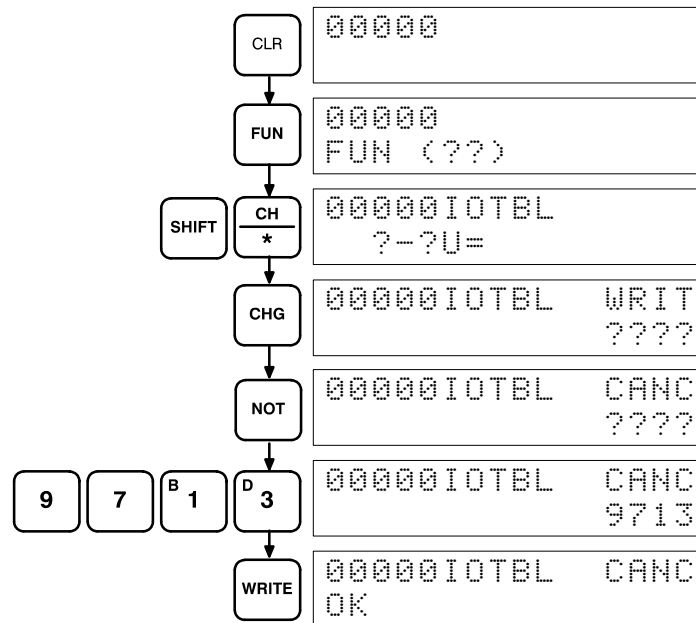 CLR
00000
FUN
00000
FUN (??)
SHIFT
CH
*
00000IOTBL
?-?U=
CHG
00000IOTBL WRIT
????
NOT
00000IOTBL CANC
????
9
7
B 1
D 3
00000IOTBL CANC
9713
WRITE
00000IOTBL CANC
OK